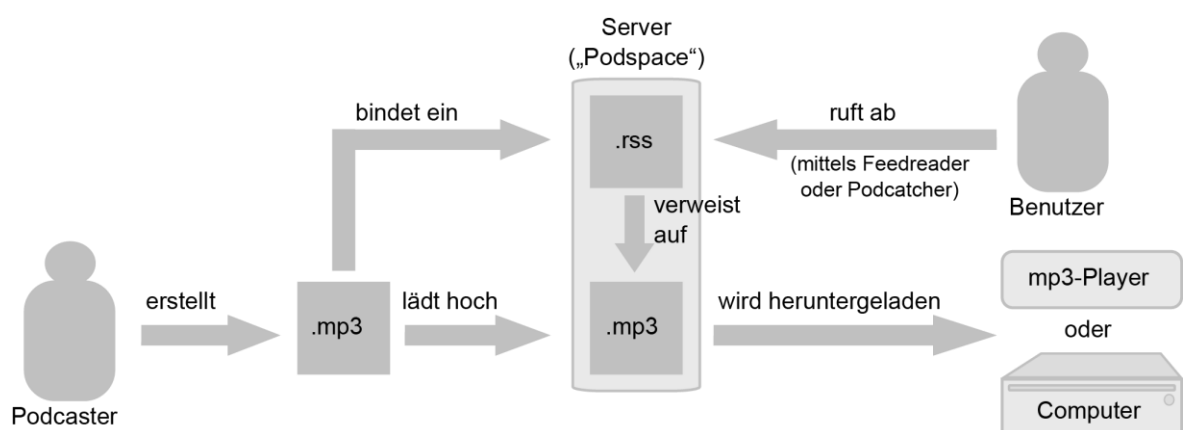 Server
(„Podspace“)
bindet ein
.rss
ruft ab
(mittels Feedreader
oder Podcatcher)
Benutzer
verweist
auf
erstellt
.mp3
lädt hoch
.mp3
wird heruntergeladen
mp3-Player
oder
Computer
Podcaster